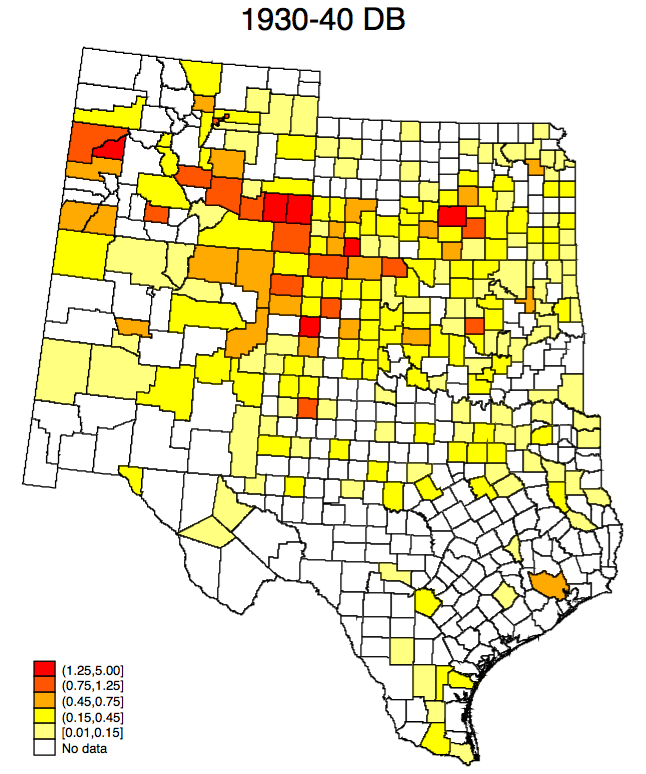 1930-40 DB
(1.25,5.00]
(0.75,1.25]
(0.45,0.75]
(0.15,0.45]
[0.01,0.15]
No data